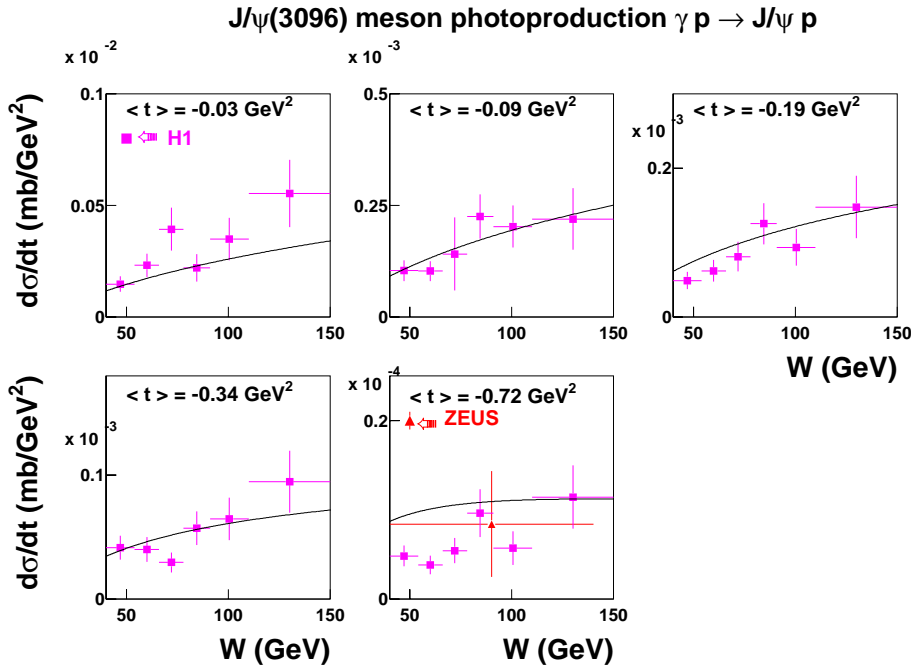 J/ψ(3096) meson photoproduction γ p → J/ψ p
x 10⁻²
x 10⁻³
dσ/dt (mb/GeV²)
0.1
0.05
0
< t > = -0.03 GeV²
H1
50 100 150
0.5
0.25
0
< t > = -0.09 GeV²
50 100 150
x 10⁻³
0.2
0
< t > = -0.19 GeV²
50 100 150
W (GeV)
dσ/dt (mb/GeV²)
x 10⁻³
0.1
0
< t > = -0.34 GeV²
50 100 150
W (GeV)
x 10⁻⁴
0.2
0
< t > = -0.72 GeV²
ZEUS
50 100 150
W (GeV)